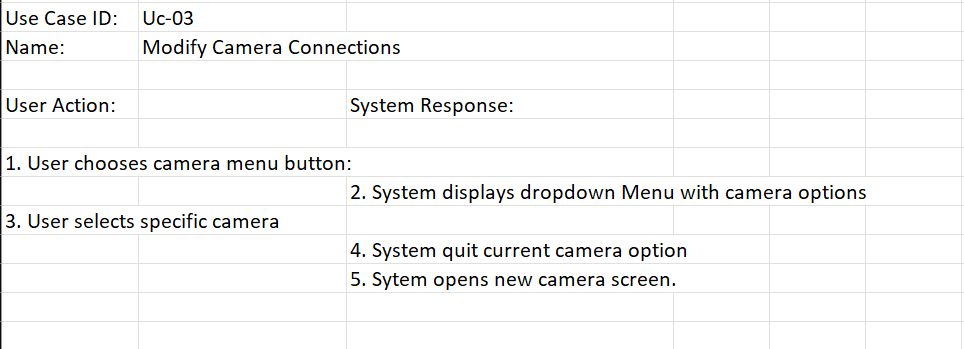 Use Case ID: Uc-03
Name: Modify Camera Connections
User Action: System Response:
1. User chooses camera menu button:
2. System displays dropdown Menu with camera options
3. User selects specific camera
4. System quit current camera option
5. Sytem opens new camera screen.